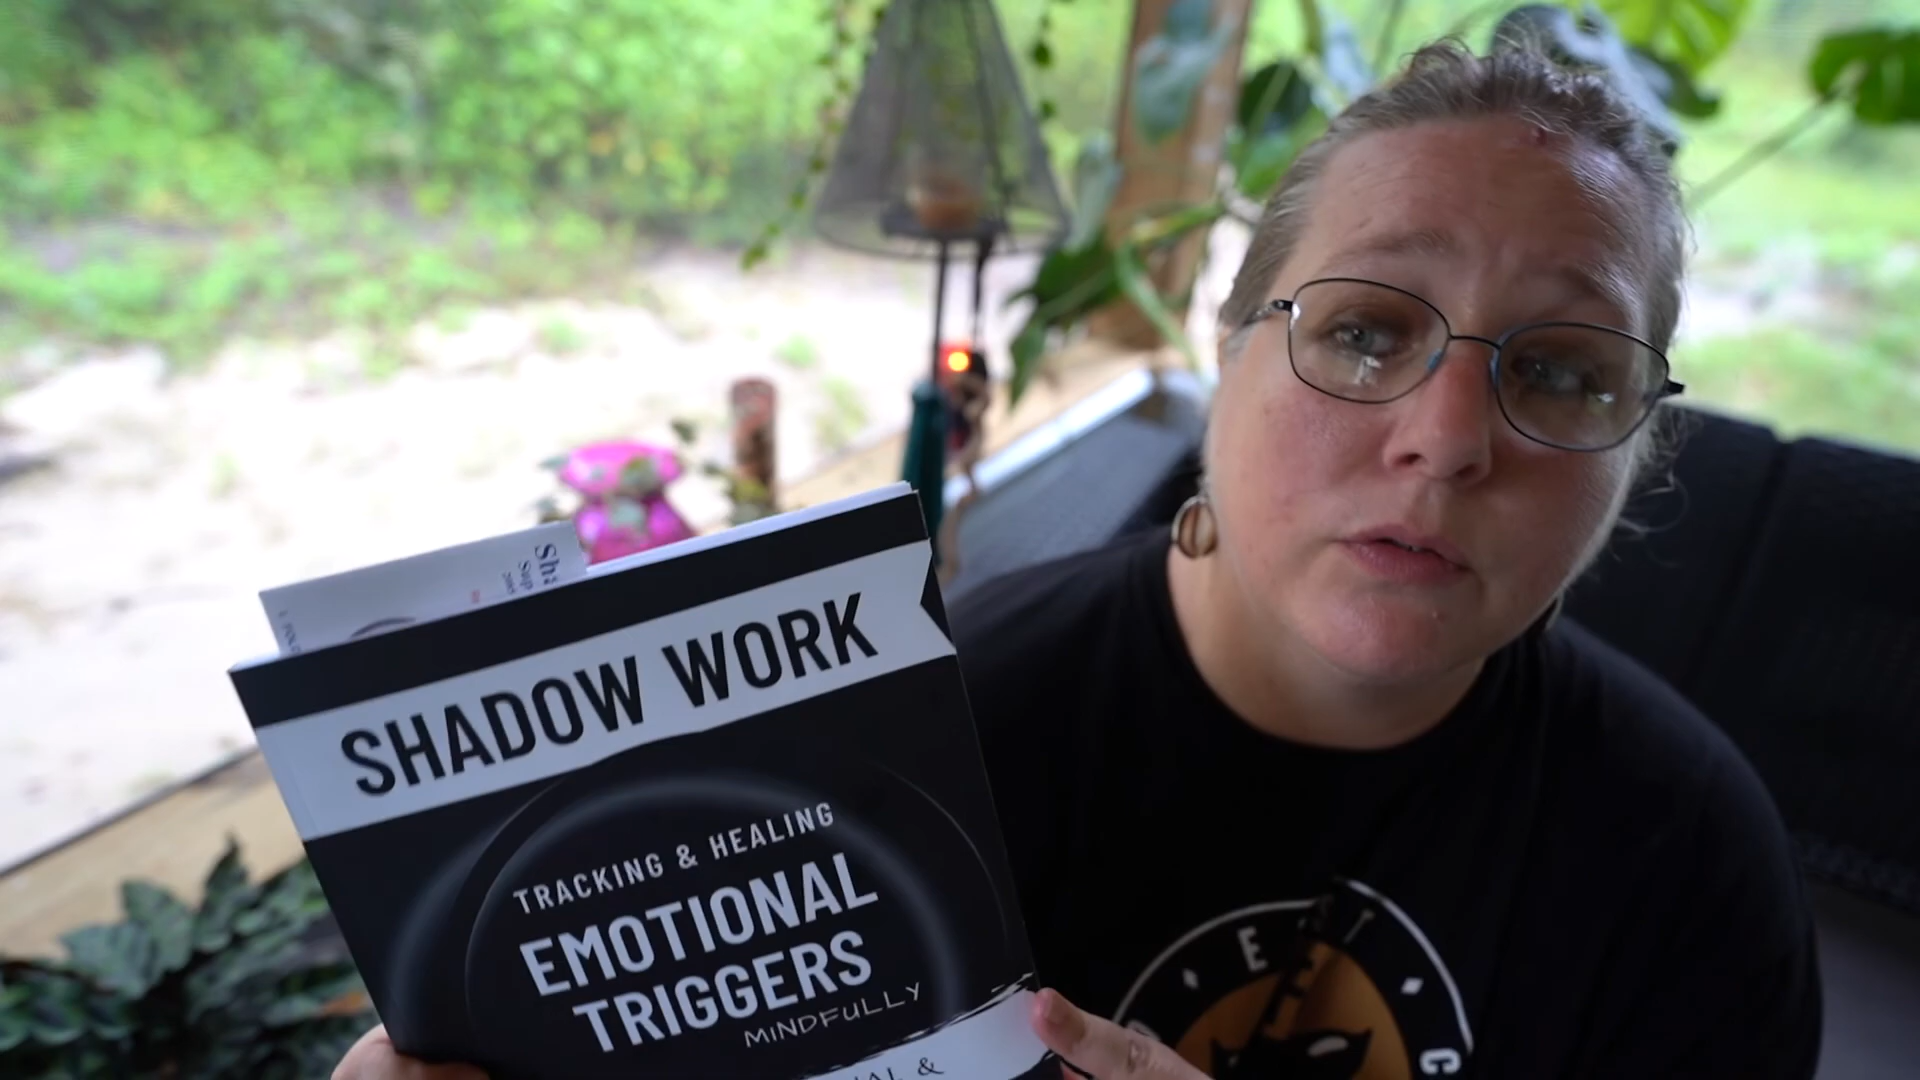 SHADOW WORK
TRACKING & HEALING
EMOTIONAL
TRIGGERS
MINDFULLY
&